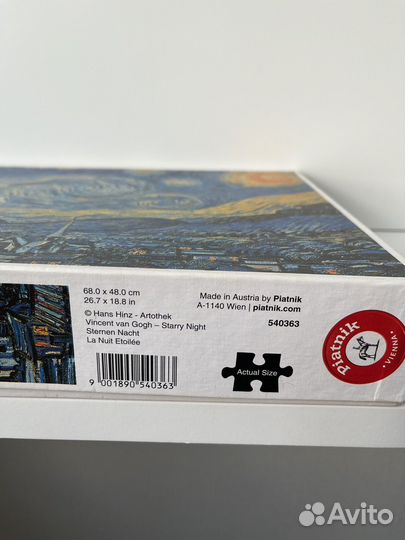 68.0 x 48.0 cm
26.7 x 18.8 in
© Hans Hinz - Artothek
Vincent van Gogh – Starry Night
Sternen Nacht
La Nuit Etoilée
9 001890 540363
Made in Austria by Piatnik
A-1140 Wien | piatnik.com
540363
Actual Size
Piatnik
VIENNA
Avito